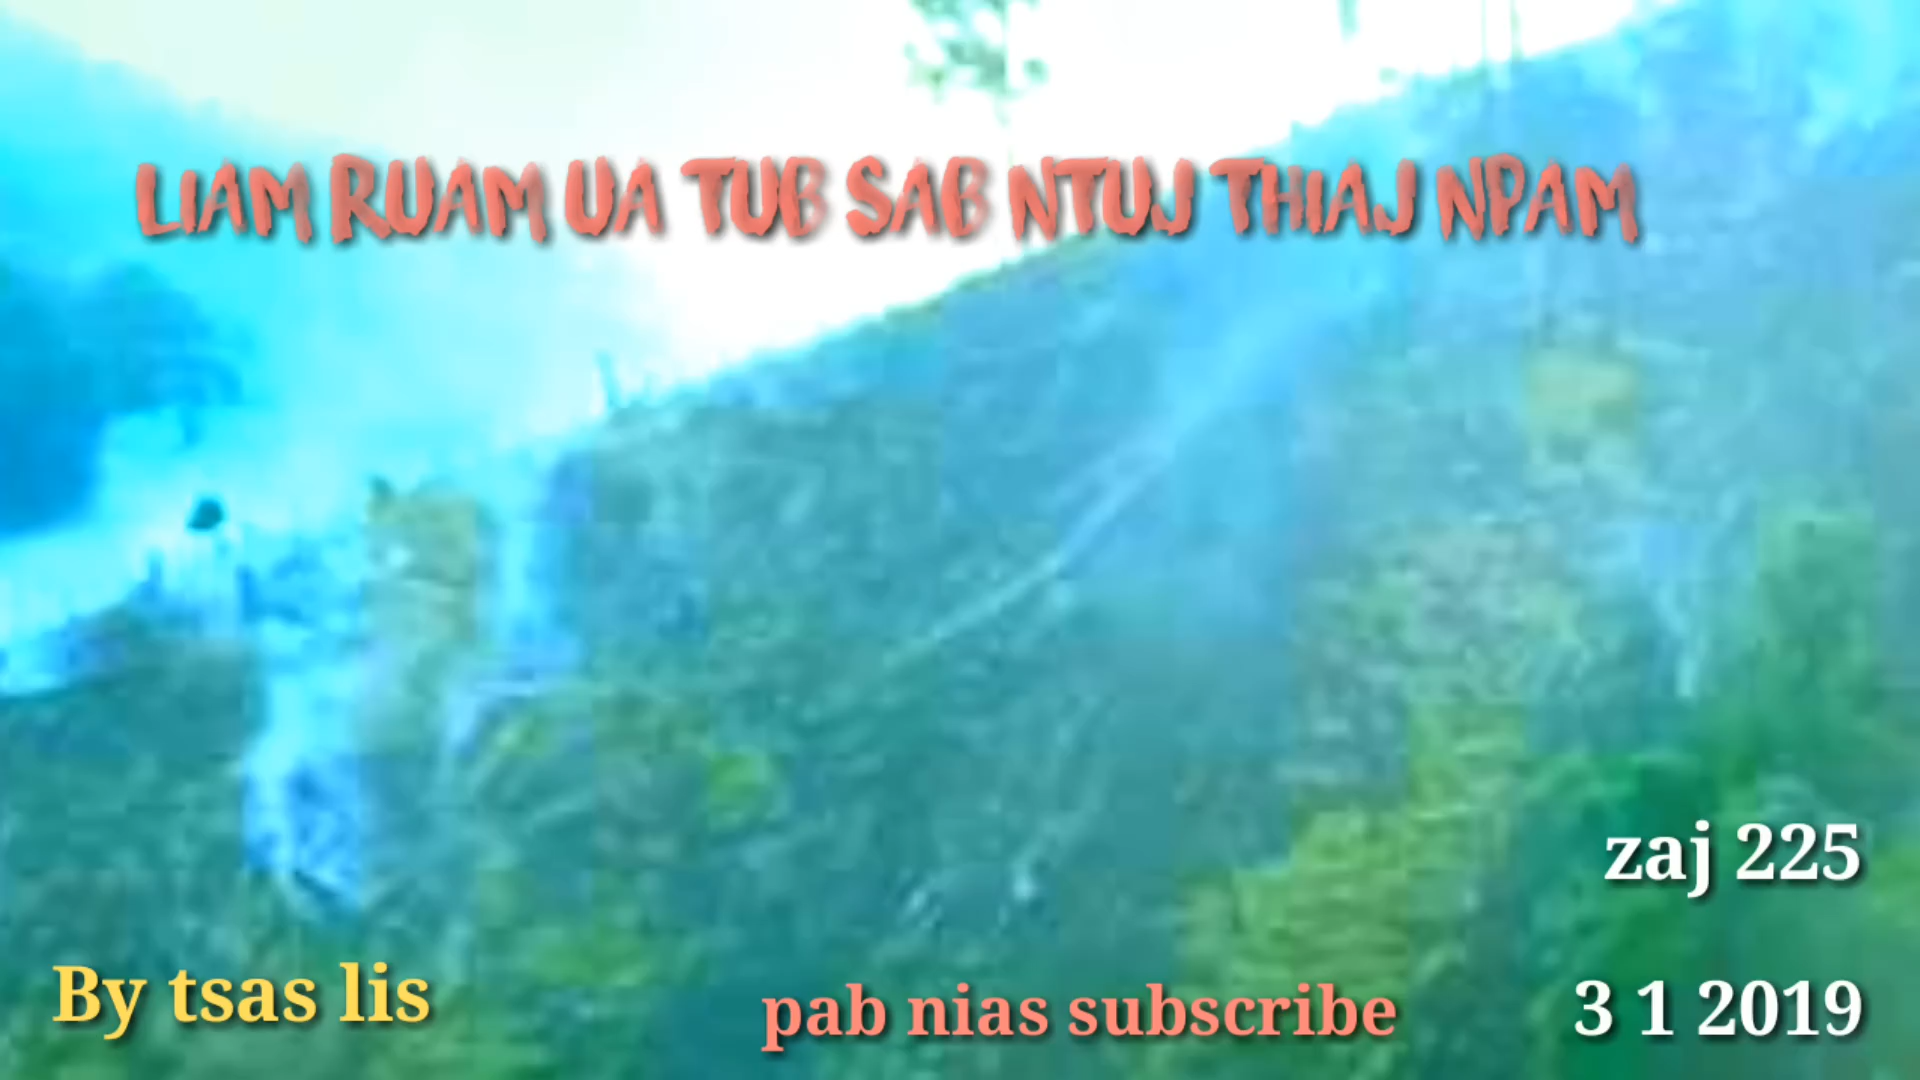 LIAM RUAM UA TUB SAB NTUJ THIAJ NPAM
zaj 225
By tsas lis
pab nias subscribe
3 1 2019